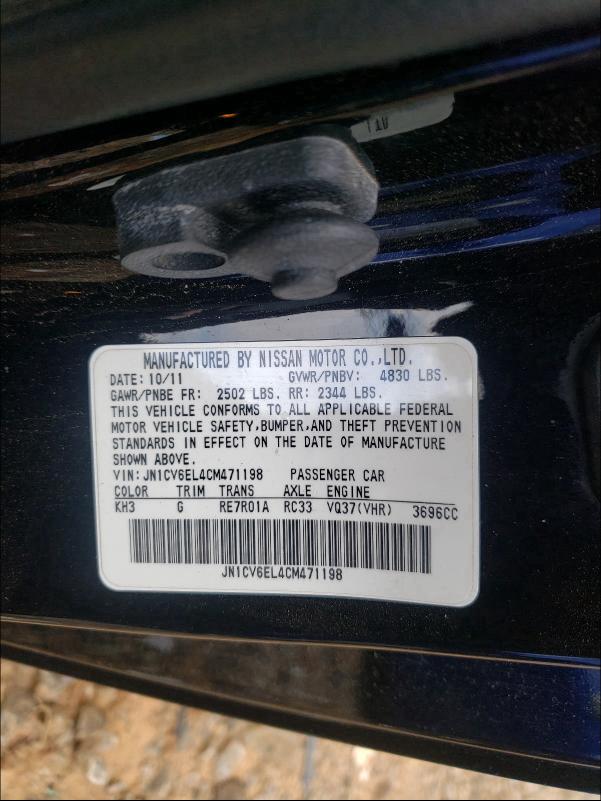 MANUFACTURED BY NISSAN MOTOR CO.,LTD.
DATE: 10/11 GVWR/PNBV: 4830 LBS.
GAWR/PNBE FR: 2502 LBS. RR: 2344 LBS.
THIS VEHICLE CONFORMS TO ALL APPLICABLE FEDERAL
MOTOR VEHICLE SAFETY,BUMPER,AND THEFT PREVENTION
STANDARDS IN EFFECT ON THE DATE OF MANUFACTURE
SHOWN ABOVE.
VIN: JN1CV6EL4CM471198 PASSENGER CAR
COLOR TRIM TRANS AXLE ENGINE
KH3 G RE7R01A RC33 VQ37(VHR) 3696CC
JN1CV6EL4CM471198